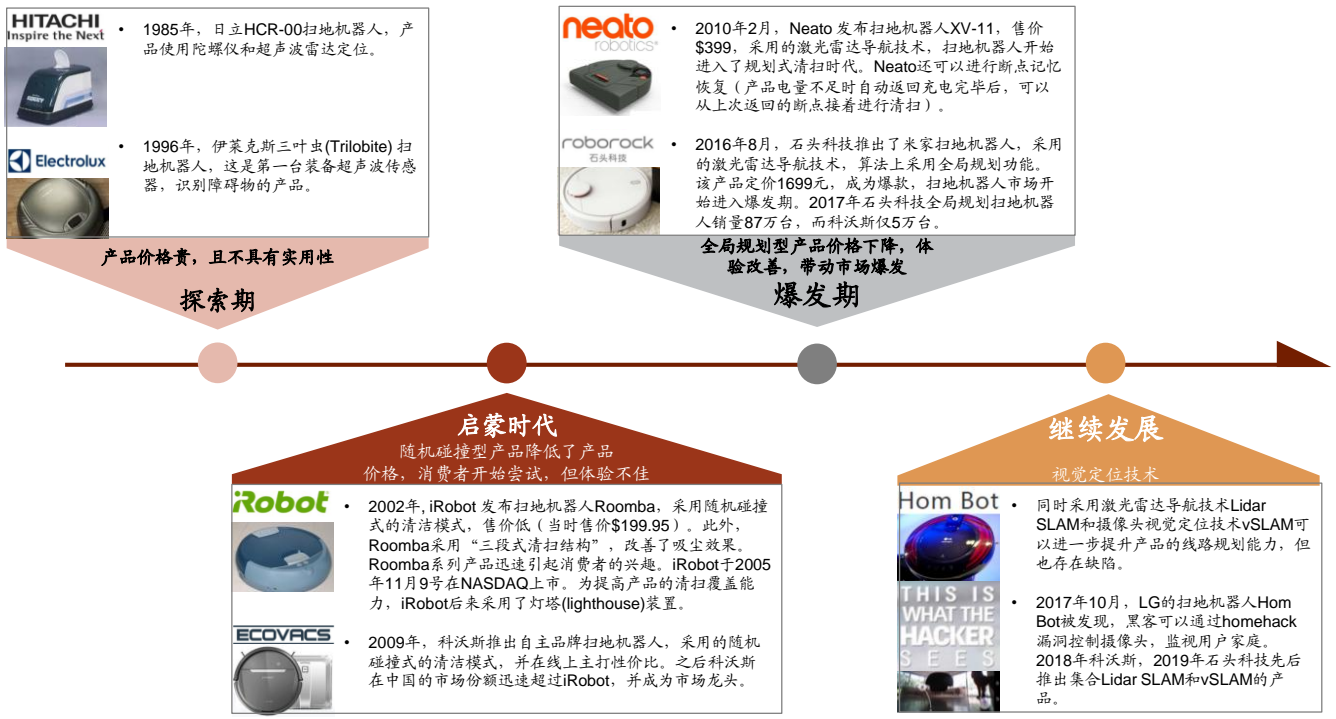 HITACHI
Inspire the Next
• 1985年，日立HCR-00扫地机器人，产
品使用陀螺仪和超声波雷达定位。
Electrolux
• 1996年，伊莱克斯三叶虫(Trilobite) 扫
地机器人，这是第一台装备超声波传感
器，识别障碍物的产品。
产品价格贵，且不具有实用性
探索期
neato
robotics
• 2010年2月，Neato 发布扫地机器人XV-11，售价
$399，采用的激光雷达导航技术，扫地机器人开始
进入了规划式清扫时代。Neato还可以进行断点记忆
恢复（产品电量不足时自动返回充电完毕后，可以
从上次返回的断点接着进行清扫）。
roborock
石头科技
• 2016年8月，石头科技推出了米家扫地机器人，采用
的激光雷达导航技术，算法上采用全局规划功能。
该产品定价1699元，成为爆款，扫地机器人市场开
始进入爆发期。2017年石头科技全局规划扫地机器
人销量87万台，而科沃斯仅5万台。
全局规划型产品价格下降，体
验改善，带动市场爆发
爆发期
启蒙时代
随机碰撞型产品降低了产品
价格，消费者开始尝试，但体验不佳
iRobot
• 2002年, iRobot 发布扫地机器人Roomba，采用随机碰撞
式的清洁模式，售价低（当时售价$199.95）。此外，
Roomba采用“三段式清扫结构”，改善了吸尘效果。
Roomba系列产品迅速引起消费者的兴趣。iRobot于2005
年11月9号在NASDAQ上市。为提高产品的清扫覆盖能
力，iRobot后来采用了灯塔(lighthouse)装置。
ECOVACS
• 2009年，科沃斯推出自主品牌扫地机器人，采用的随机
碰撞式的清洁模式，并在线上主打性价比。之后科沃斯
在中国的市场份额迅速超过iRobot，并成为市场龙头。
继续发展
视觉定位技术
Hom Bot
• 同时采用激光雷达导航技术Lidar
SLAM和摄像头视觉定位技术vSLAM可
以进一步提升产品的线路规划能力，但
也存在缺陷。
THIS IS
WHAT THE
HACKER
SEES
• 2017年10月，LG的扫地机器人Hom
Bot被发现，黑客可以通过homehack
漏洞控制摄像头，监视用户家庭。
2018年科沃斯，2019年石头科技先后
推出集合Lidar SLAM和vSLAM的产
品。